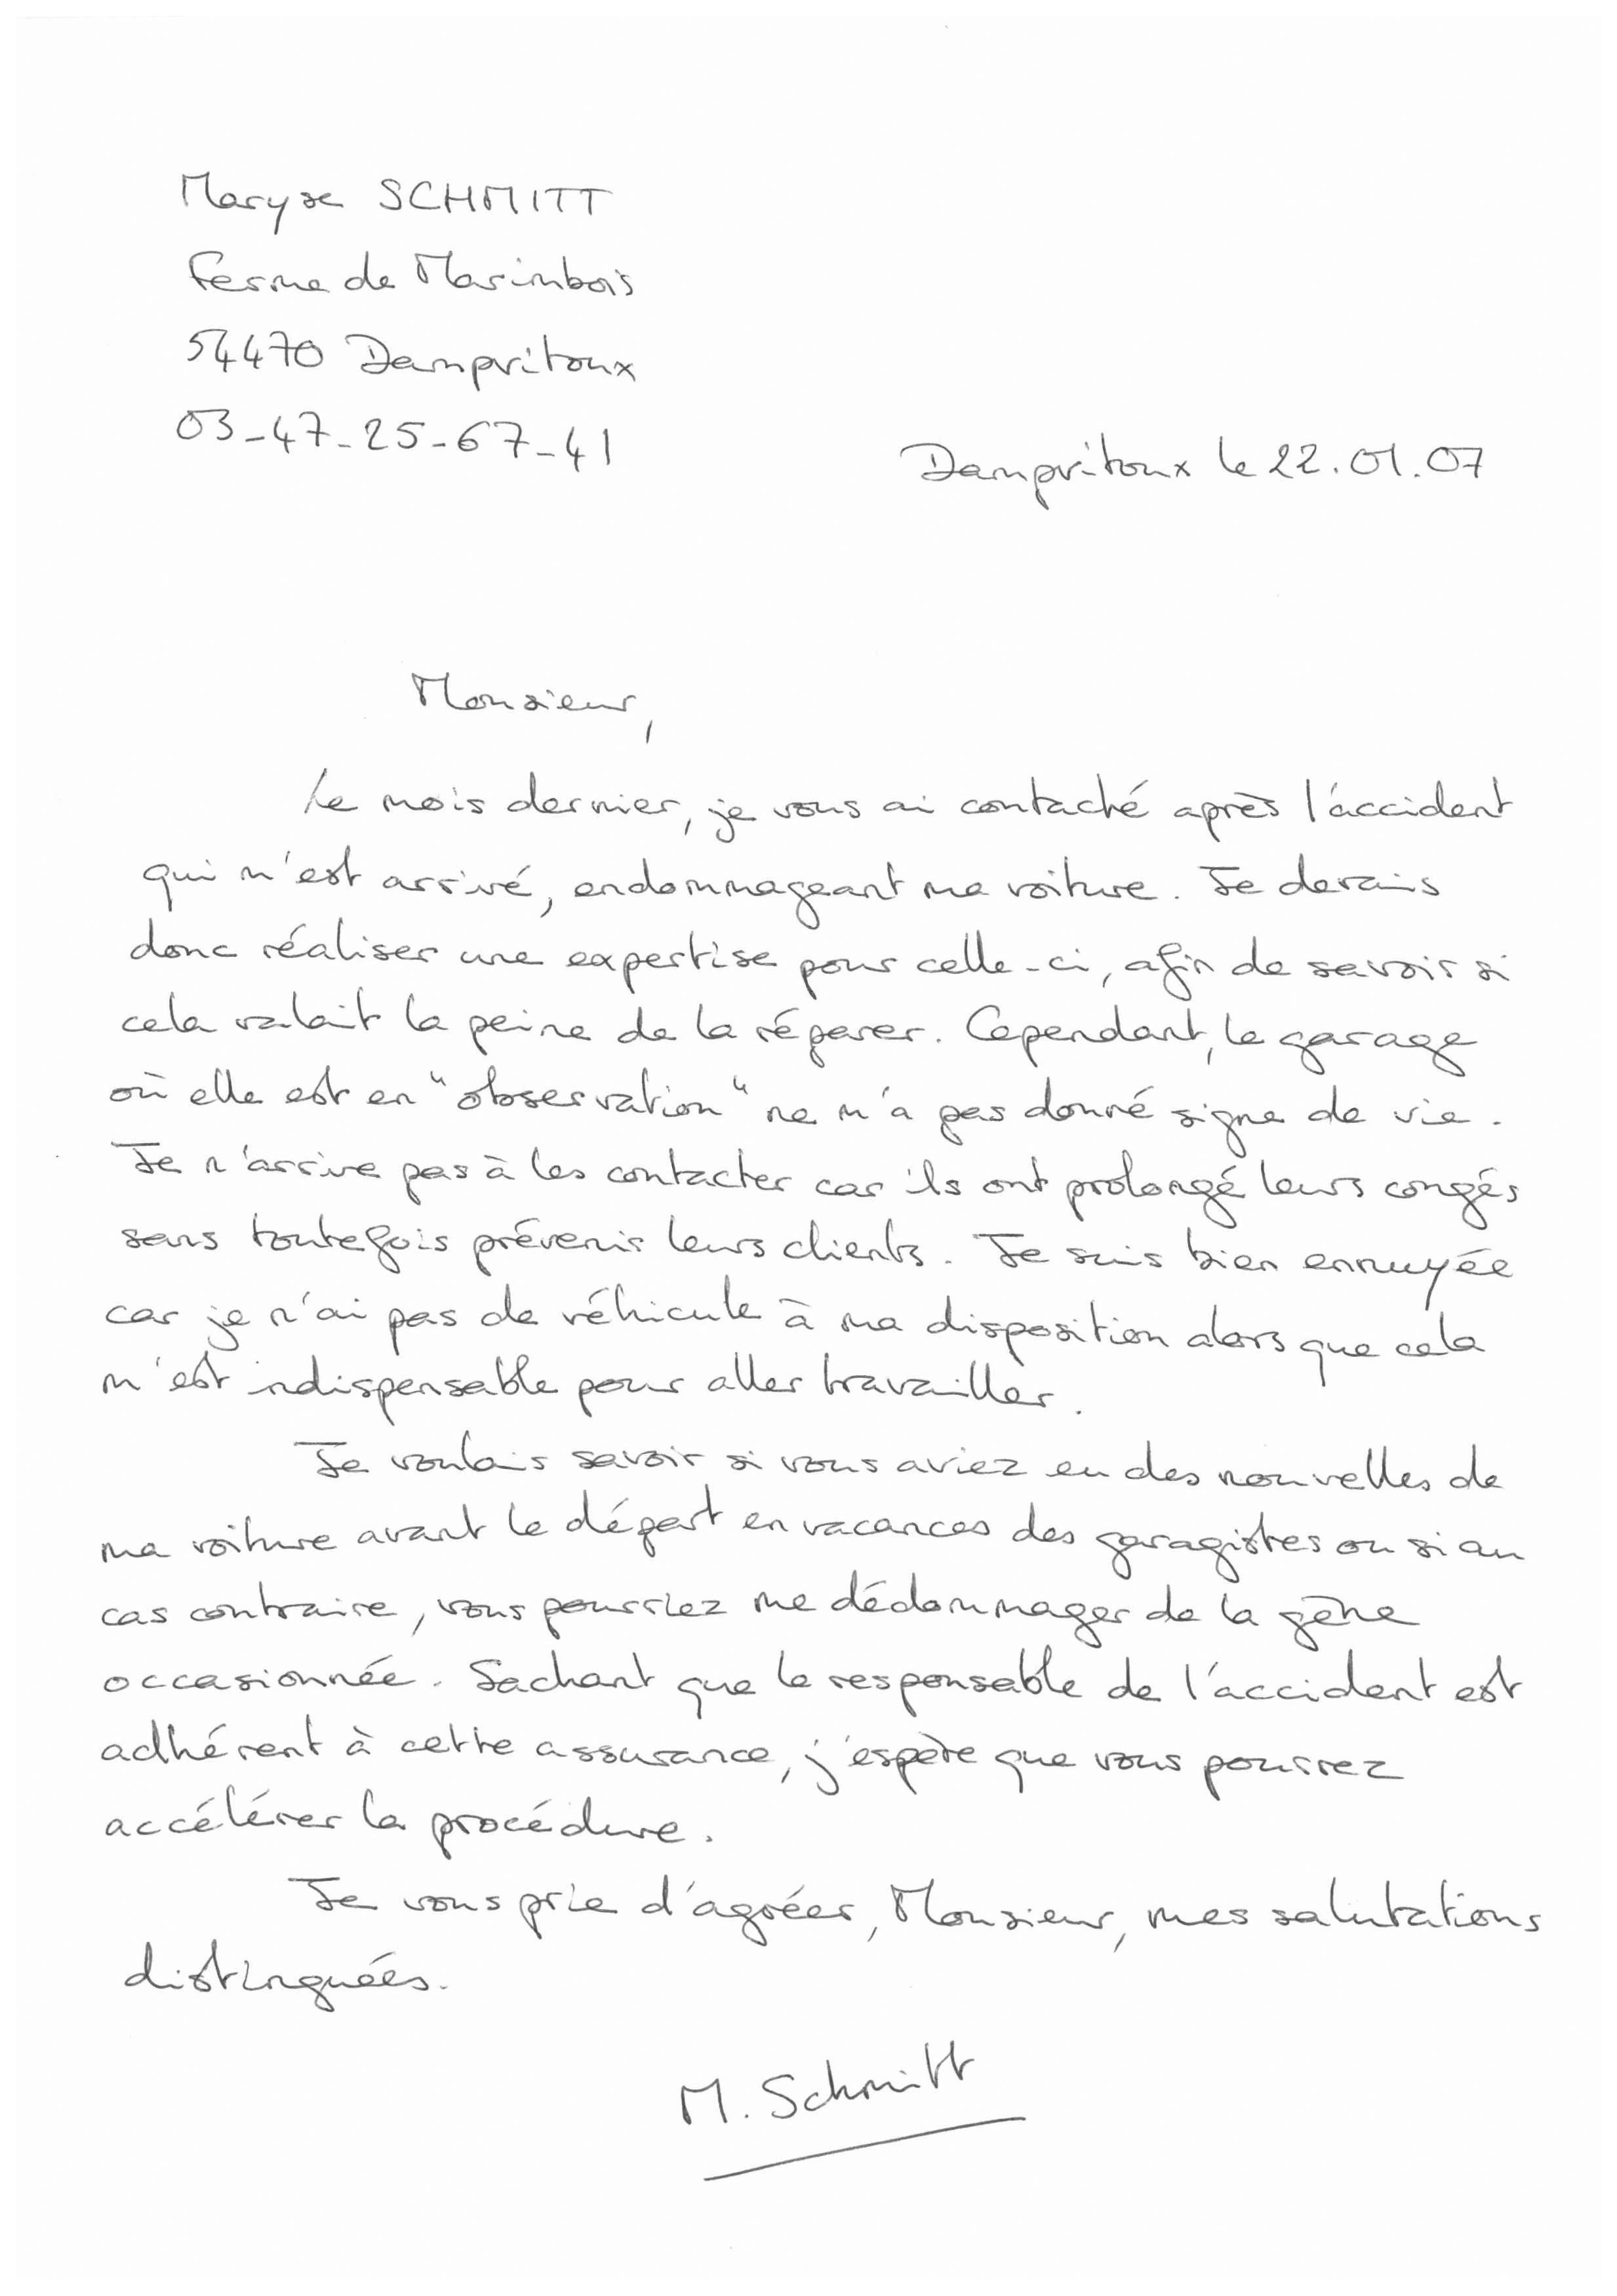 Maryse SCHMITT
Ferme de Marimbois
54470 Dampvitoux
03-47-25-67-41
Dampvitoux le 22.01.07
Monsieur,
Le mois dernier, je vous ai contacté après l'accident
qui m'est arrivé, endommageant ma voiture. Je devais
donc réaliser une expertise pour celle-ci, afin de savoir si
cela valait la peine de la réparer. Cependant, le garage
où elle est en "observation" ne m'a pas donné signe de vie.
Je n'arrive pas à les contacter car ils ont prolongé leurs congés
sans toutefois prévenir leurs clients. Je suis bien ennuyée
car je n'ai pas de véhicule à ma disposition alors que cela
m'est indispensable pour aller travailler.
Je voulais savoir si vous aviez eu des nouvelles de
ma voiture avant le départ en vacances des garagistes ou si au
cas contraire, vous pourriez me dédommager de la gêne
occasionnée. Sachant que le responsable de l'accident est
adhérent à cette assurance, j'espère que vous pourrez
accélérer la procédure.
Je vous prie d'agréer, Monsieur, mes salutations
distinguées.
M. Schmitt